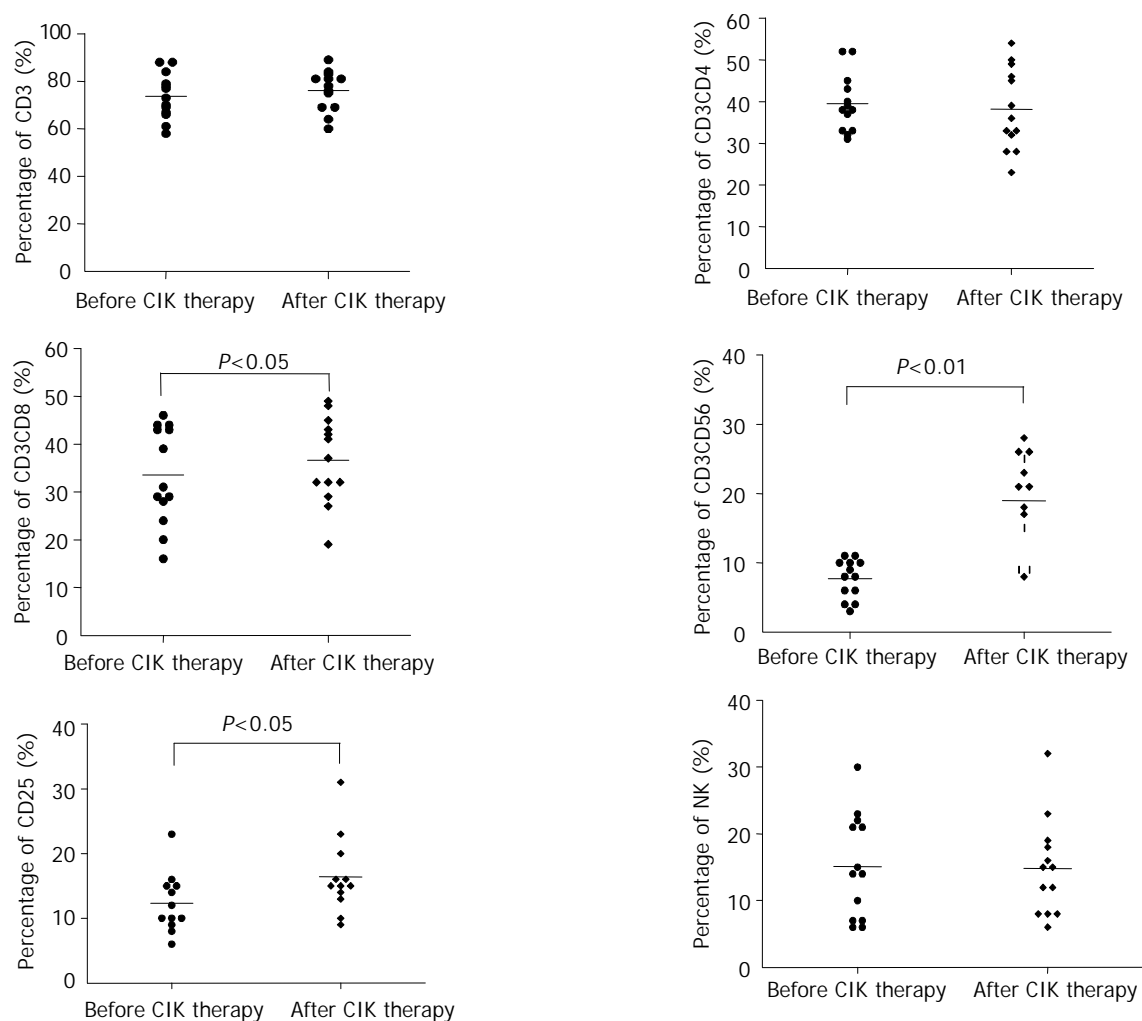 Percentage of CD3 (%)
100
80
60
40
20
0
Before CIK therapy
After CIK therapy
Percentage of CD3CD4 (%)
60
50
40
30
20
10
0
Before CIK therapy
After CIK therapy
Percentage of CD3CD8 (%)
60
50
40
30
20
10
0
P<0.05
Before CIK therapy
After CIK therapy
Percentage of CD3CD56 (%)
40
30
20
10
0
P<0.01
Before CIK therapy
After CIK therapy
Percentage of CD25 (%)
40
30
20
10
0
P<0.05
Before CIK therapy
After CIK therapy
Percentage of NK (%)
40
30
20
10
0
Before CIK therapy
After CIK therapy